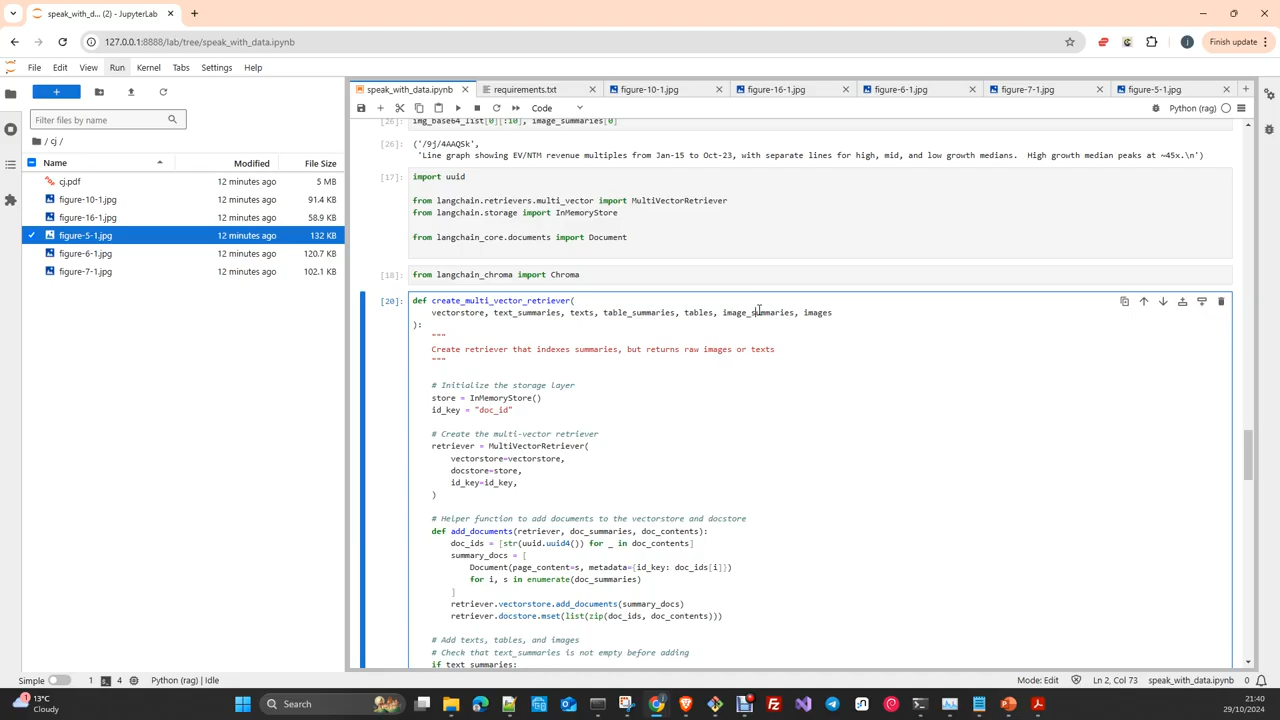 speak_with_d... (2) - JupyterLab
127.0.0.1:8888/lab/tree/speak_with_data.ipynb
Finish update
File Edit View Run Kernel Tabs Settings Help
speak_with_data.ipynb
requirements.txt
figure-10-1.jpg
figure-16-1.jpg
figure-6-1.jpg
figure-7-1.jpg
figure-5-1.jpg
Code
Python (rag)
Filter files by name
/ cj /
Name Modified File Size
cj.pdf 12 minutes ago 5 MB
figure-10-1.jpg 12 minutes ago 91.4 KB
figure-16-1.jpg 12 minutes ago 58.9 KB
figure-5-1.jpg 12 minutes ago 132 KB
figure-6-1.jpg 12 minutes ago 120.7 KB
figure-7-1.jpg 12 minutes ago 102.1 KB
[26]: img_base64_list[0][:10], image_summaries[0]
[26]: ('/9j/4AAQSk',
'Line graph showing EV/NTM revenue multiples from Jan-15 to Oct-23, with separate lines for high, mid, and low growth medians.  High growth median peaks at ~45x.\n')
[17]: import uuid
from langchain.retrievers.multi_vector import MultiVectorRetriever
from langchain.storage import InMemoryStore
from langchain_core.documents import Document
[18]: from langchain_chroma import Chroma
[20]: def create_multi_vector_retriever(
vectorstore, text_summaries, texts, table_summaries, tables, image_summaries, images
):
"""
Create retriever that indexes summaries, but returns raw images or texts
"""
# Initialize the storage layer
store = InMemoryStore()
id_key = "doc_id"
# Create the multi-vector retriever
retriever = MultiVectorRetriever(
vectorstore=vectorstore,
docstore=store,
id_key=id_key,
)
# Helper function to add documents to the vectorstore and docstore
def add_documents(retriever, doc_summaries, doc_contents):
doc_ids = [str(uuid.uuid4()) for _ in doc_contents]
summary_docs = [
Document(page_content=s, metadata={id_key: doc_ids[i]})
for i, s in enumerate(doc_summaries)
]
retriever.vectorstore.add_documents(summary_docs)
retriever.docstore.mset(list(zip(doc_ids, doc_contents)))
# Add texts, tables, and images
# Check that text_summaries is not empty before adding
if text_summaries:
Simple 1 4 Python (rag) | Idle
Mode: Edit Ln 2, Col 73 speak_with_data.ipynb 0
13°C
Cloudy
Search
21:40
29/10/2024